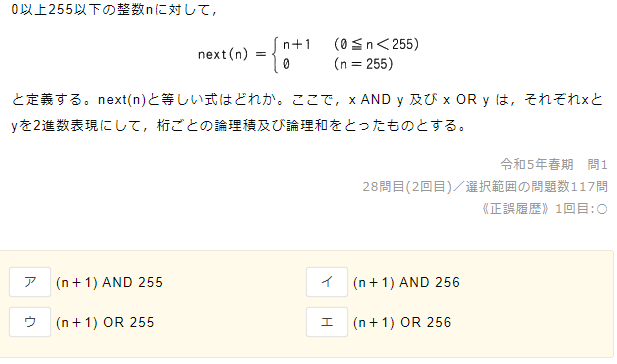 0以上255以下の整数nに対して，
next(n) = { n+1 (0≦n<255)
0 (n=255)
と定義する。next(n)と等しい式はどれか。ここで，x AND y 及び x OR y は，それぞれxと
yを2進数表現にして，桁ごとの論理積及び論理和をとったものとする。
令和5年春期　問1
28問目(2回目)／選択範囲の問題数117問
《正誤履歴》1回目:○
ア (n＋1) AND 255
イ (n＋1) AND 256
ウ (n＋1) OR 255
エ (n＋1) OR 256